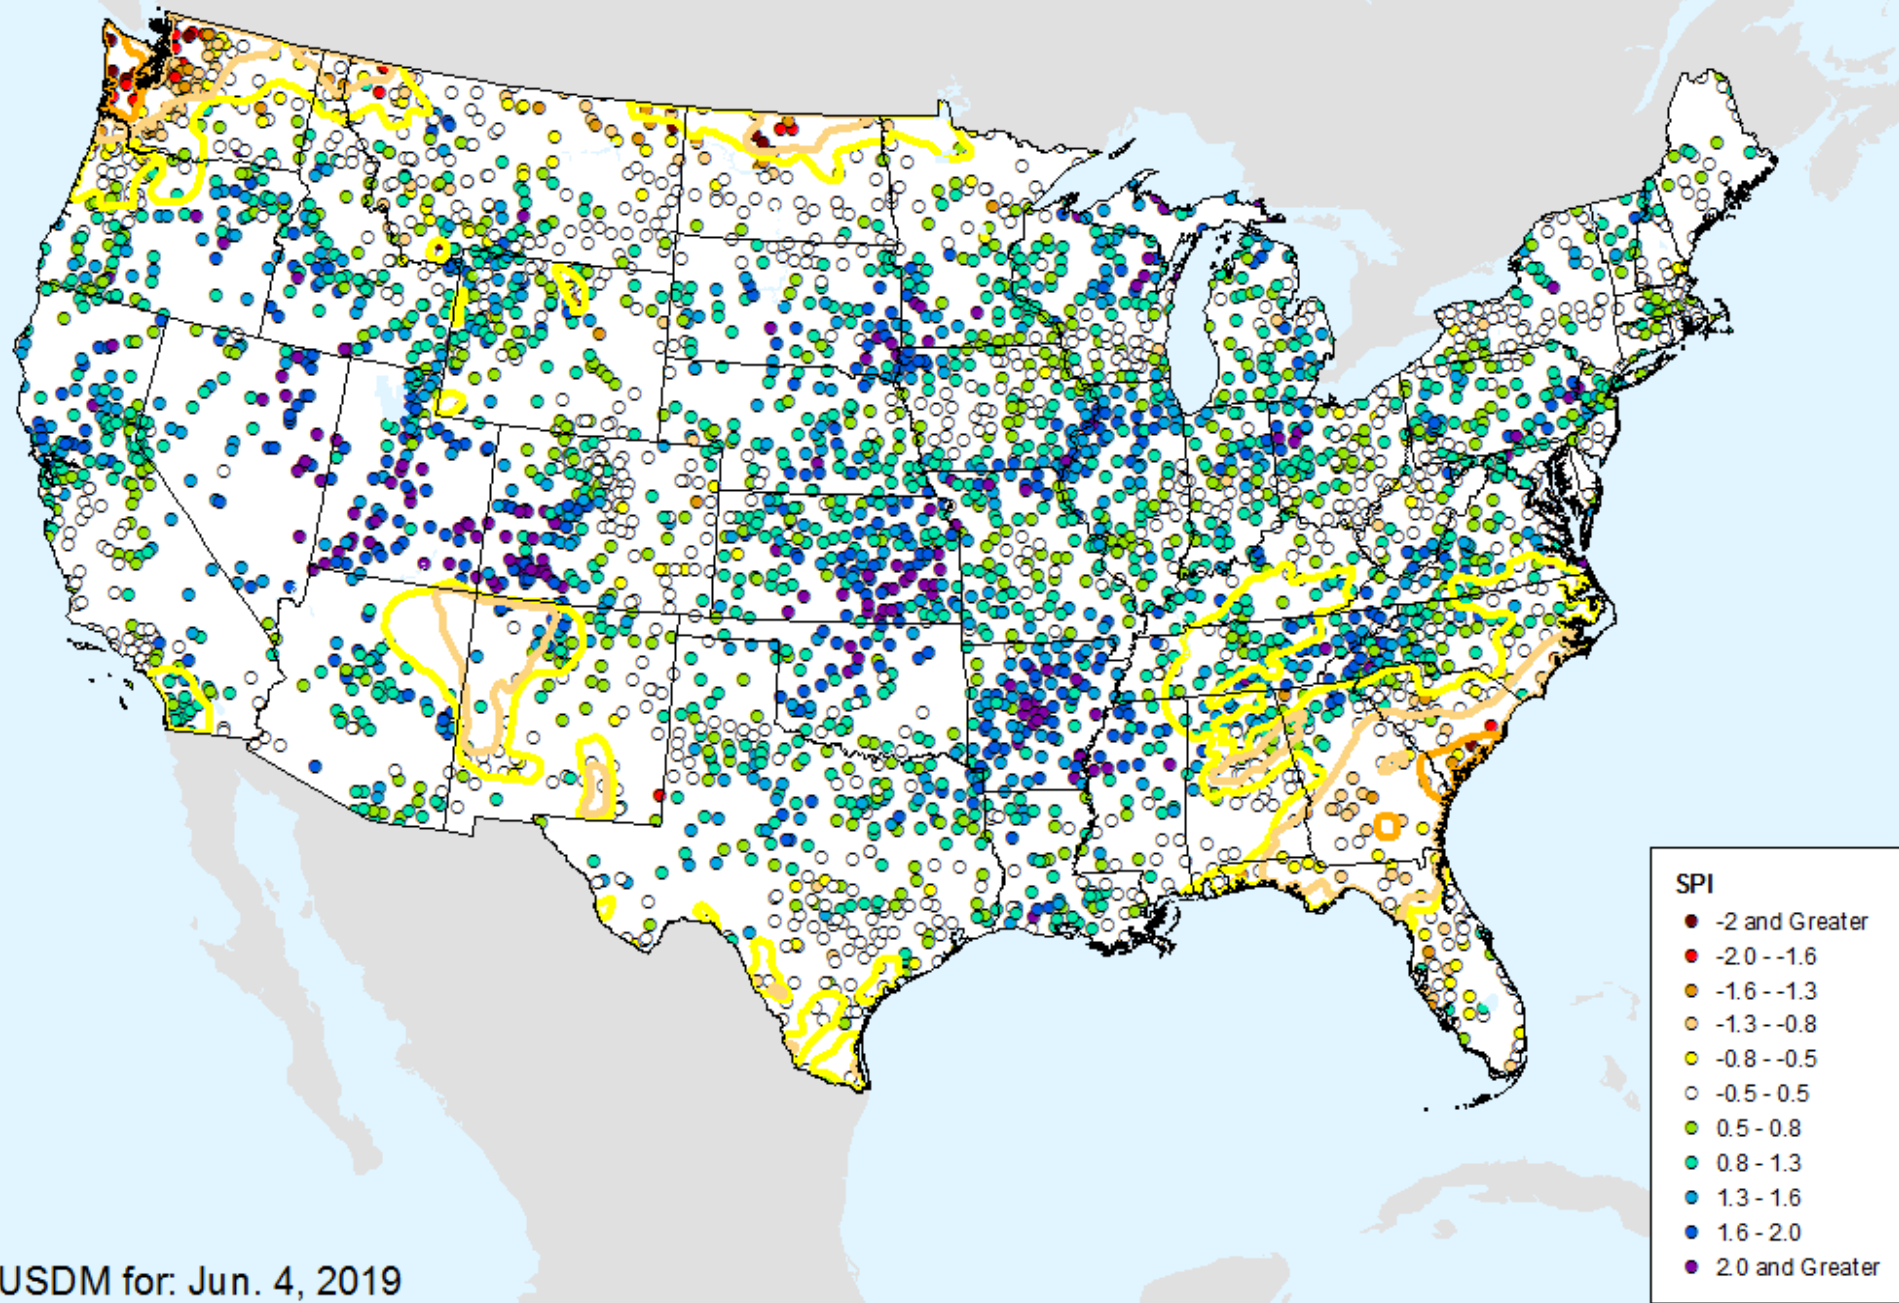 SPI
-2 and Greater
-2.0 - -1.6
-1.6 - -1.3
-1.3 - -0.8
-0.8 - -0.5
-0.5 - 0.5
0.5 - 0.8
0.8 - 1.3
1.3 - 1.6
1.6 - 2.0
2.0 and Greater
USDM for: Jun. 4, 2019